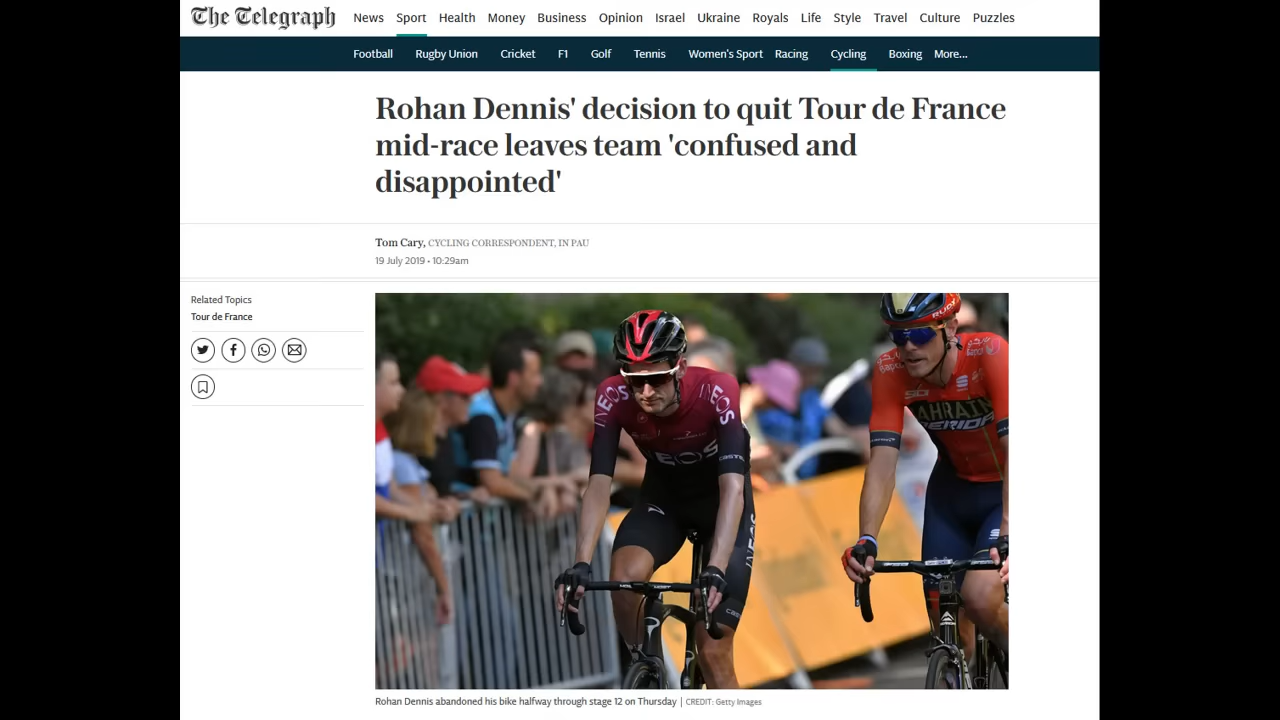 The Telegraph
News Sport Health Money Business Opinion Israel Ukraine Royals Life Style Travel Culture Puzzles
Football Rugby Union Cricket F1 Golf Tennis Women's Sport Racing Cycling Boxing More...
Rohan Dennis' decision to quit Tour de France
mid-race leaves team 'confused and
disappointed'
Tom Cary, CYCLING CORRESPONDENT, IN PAU
19 July 2019 • 10:29am
Related Topics
Tour de France
INEOS
INEOS
INEOS
RUDY
BAHRAIN
MERIDA
INEOS
Rohan Dennis abandoned his bike halfway through stage 12 on Thursday | CREDIT: Getty Images